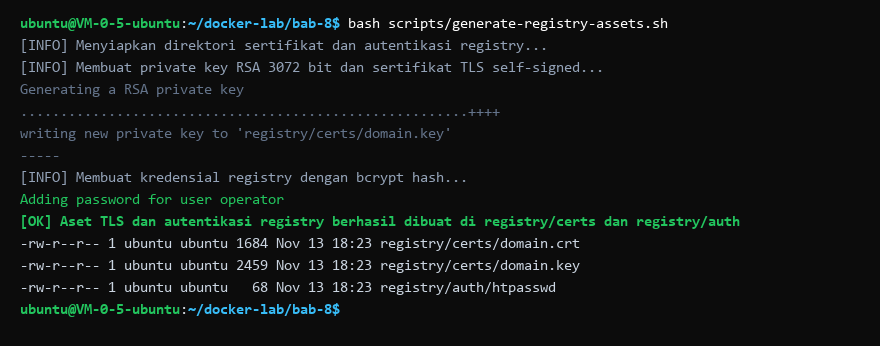 ubuntu@VM-0-5-ubuntu:~/docker-lab/bab-8$ bash scripts/generate-registry-assets.sh
[INFO] Menyiapkan direktori sertifikat dan autentikasi registry...
[INFO] Membuat private key RSA 3072 bit dan sertifikat TLS self-signed...
Generating a RSA private key
........................................................++++
writing new private key to 'registry/certs/domain.key'
-----
[INFO] Membuat kredensial registry dengan bcrypt hash...
Adding password for user operator
[OK] Aset TLS dan autentikasi registry berhasil dibuat di registry/certs dan registry/auth
-rw-r--r-- 1 ubuntu ubuntu 1684 Nov 13 18:23 registry/certs/domain.crt
-rw-r--r-- 1 ubuntu ubuntu 2459 Nov 13 18:23 registry/certs/domain.key
-rw-r--r-- 1 ubuntu ubuntu   68 Nov 13 18:23 registry/auth/htpasswd
ubuntu@VM-0-5-ubuntu:~/docker-lab/bab-8$